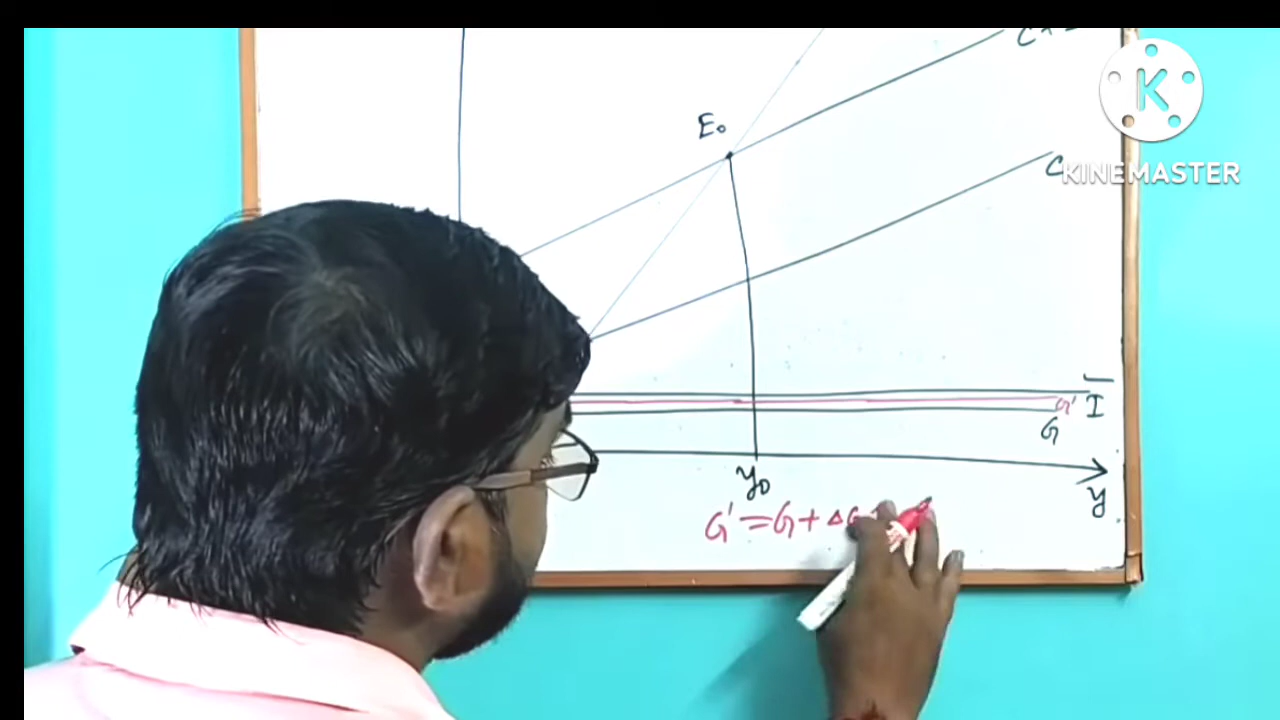 K
KINEMASTER
E₀
C
G'
Ī
G
y₀
y
G' = G + ΔG